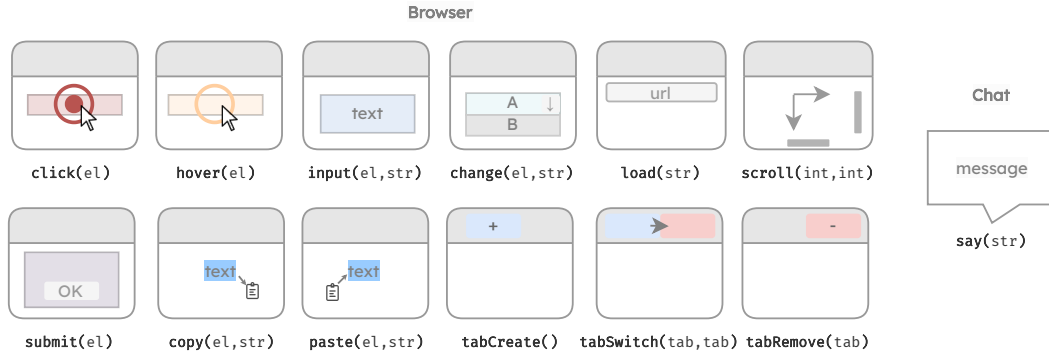 Browser
text
A ↓
B
url
click(el)
hover(el)
input(el,str)
change(el,str)
load(str)
scroll(int,int)
Chat
message
say(str)
OK
text
text
+
-
submit(el)
copy(el,str)
paste(el,str)
tabCreate()
tabSwitch(tab,tab)
tabRemove(tab)